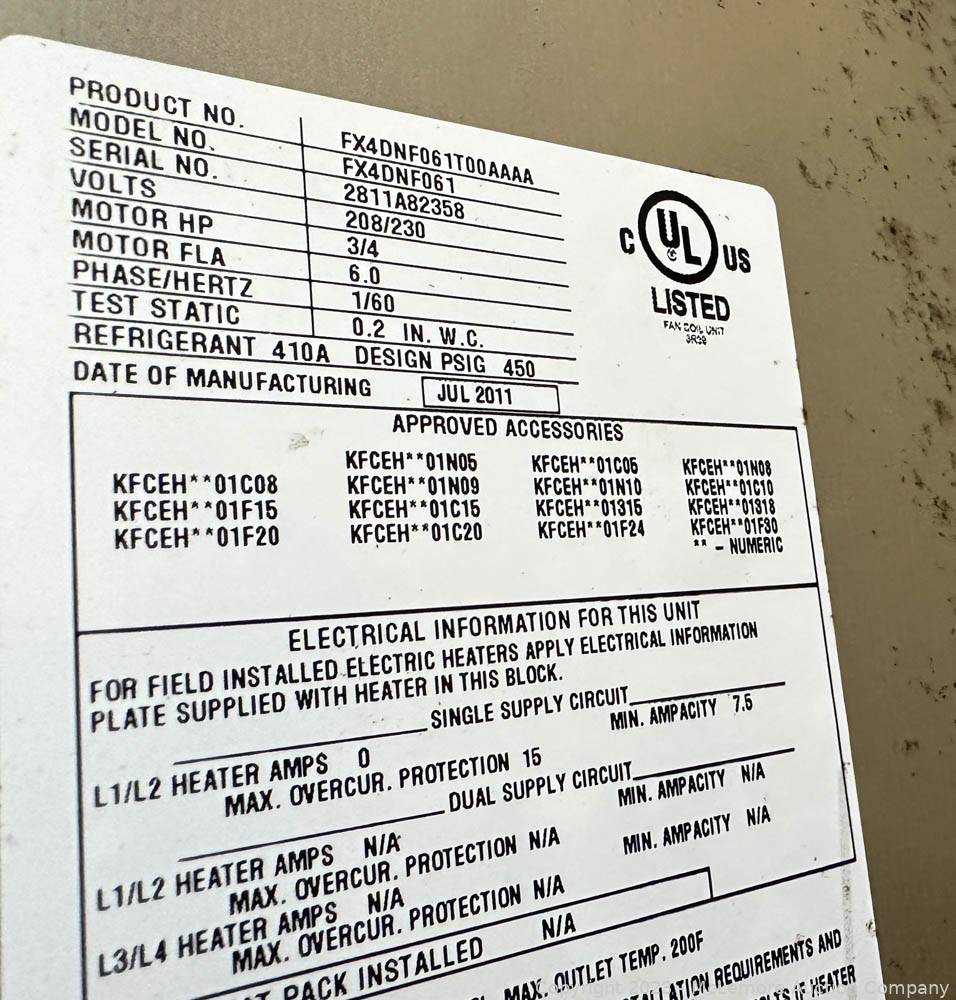 PRODUCT NO. FX4DNF061T00AAAA
MODEL NO. FX4DNF061
SERIAL NO. 2811A82358
VOLTS 208/230
MOTOR HP 3/4
MOTOR FLA 6.0
PHASE/HERTZ 1/60
TEST STATIC 0.2 IN. W.C.
REFRIGERANT 410A DESIGN PSIG 450
DATE OF MANUFACTURING JUL 2011
C UL US
LISTED
FAN COIL UNIT
APPROVED ACCESSORIES
KFCEH**01N05 KFCEH**01C05 KFCEH**01N08
KFCEH**01C08 KFCEH**01N09 KFCEH**01N10 KFCEH**01C10
KFCEH**01F15 KFCEH**01C15 KFCEH**01315 KFCEH**01318
KFCEH**01F20 KFCEH**01C20 KFCEH**01F24 KFCEH**01F30
** - NUMERIC
ELECTRICAL INFORMATION FOR THIS UNIT
FOR FIELD INSTALLED ELECTRIC HEATERS APPLY ELECTRICAL INFORMATION
PLATE SUPPLIED WITH HEATER IN THIS BLOCK.
SINGLE SUPPLY CIRCUIT
L1/L2 HEATER AMPS 0 MIN. AMPACITY 7.5
MAX. OVERCUR. PROTECTION 15
DUAL SUPPLY CIRCUIT
L1/L2 HEATER AMPS N/A MIN. AMPACITY N/A
MAX. OVERCUR. PROTECTION N/A
L3/L4 HEATER AMPS N/A MIN. AMPACITY N/A
MAX. OVERCUR. PROTECTION N/A
PACK INSTALLED N/A
MAX. OUTLET TEMP. 200F
REQUIREMENTS AND
IF HEATER
Company